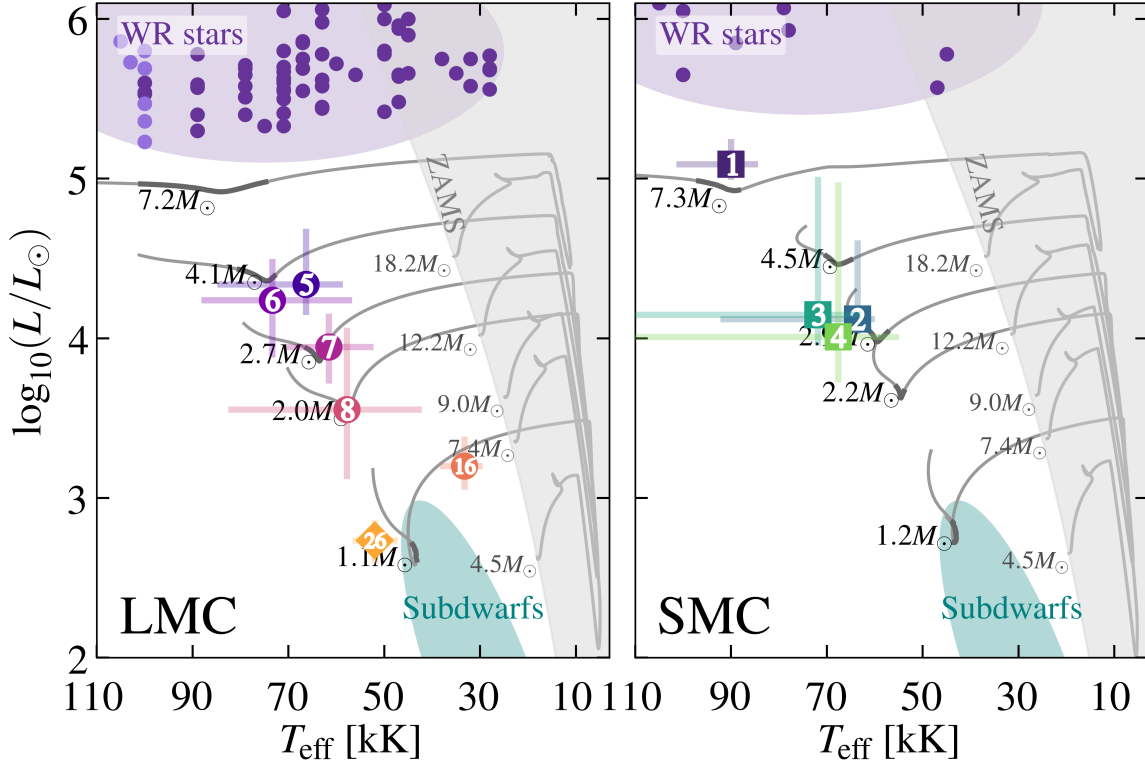 WR stars
ZAMS
7.2M☉
4.1M☉
2.7M☉
2.0M☉
1.1M☉
18.2M☉
12.2M☉
9.0M☉
7.4M☉
4.5M☉
5
6
7
8
16
26
Subdwarfs
LMC
6
5
4
3
2
log₁₀(L/L☉)
110 90 70 50 30 10
T_eff [kK]
WR stars
ZAMS
7.3M☉
4.5M☉
2.2M☉
1.2M☉
18.2M☉
12.2M☉
9.0M☉
7.4M☉
4.5M☉
1
3
2
4
Subdwarfs
SMC
110 90 70 50 30 10
T_eff [kK]